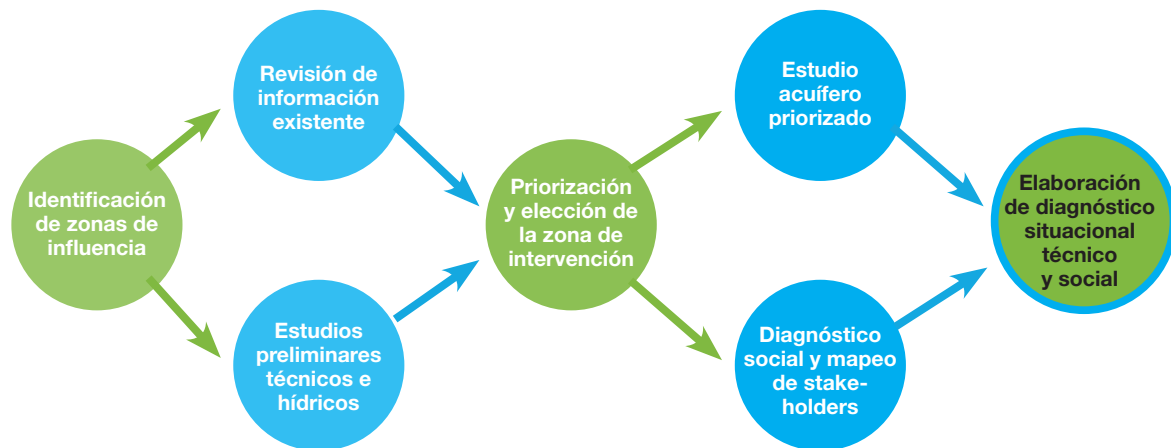 Identificación
de zonas de
influencia
Revisión de
información
existente
Estudios
preliminares
técnicos e
hídricos
Priorización
y elección de
la zona de
intervención
Estudio
acuífero
priorizado
Diagnóstico
social y mapeo
de stake-
holders
Elaboración
de diagnóstico
situacional
técnico
y social